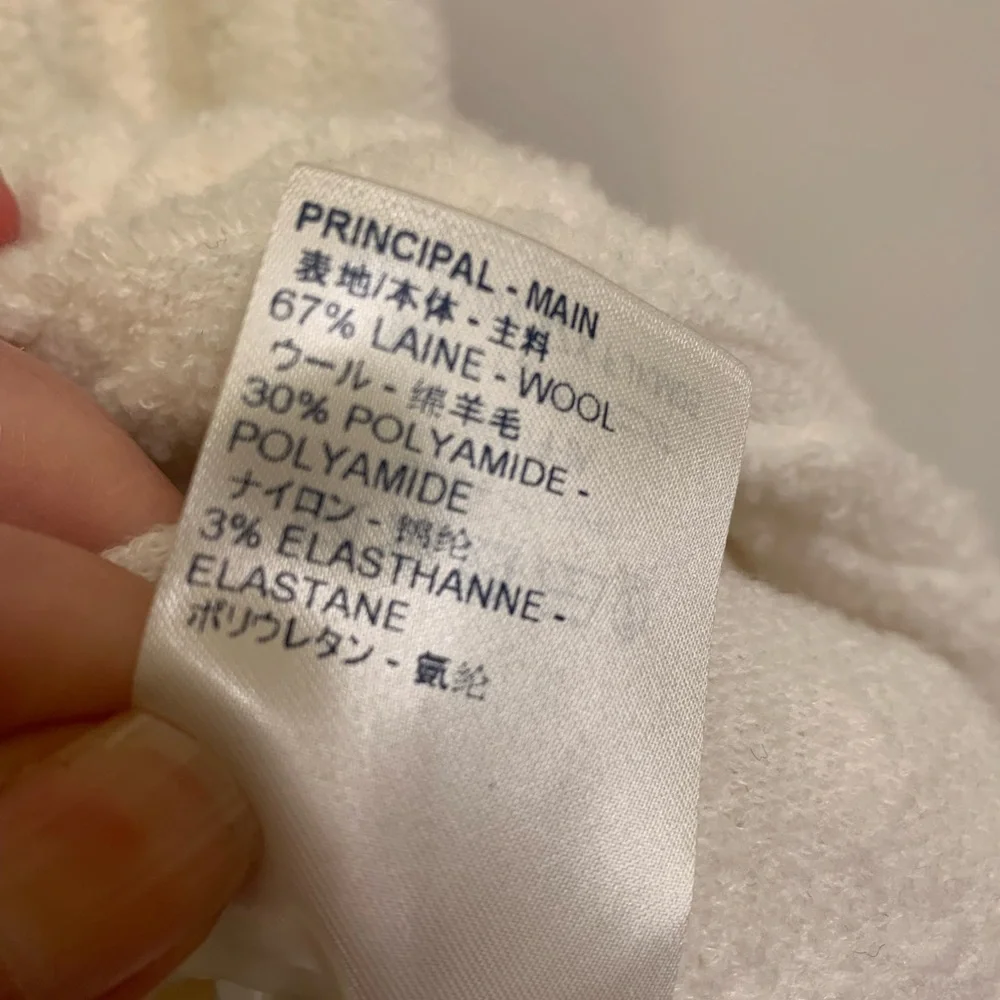 PRINCIPAL - MAIN
表地/本体 - 主料
67% LAINE - WOOL
ウール - 绵羊毛
30% POLYAMIDE -
POLYAMIDE
ナイロン - 锦纶
3% ELASTHANNE -
ELASTANE
ポリウレタン - 氨纶